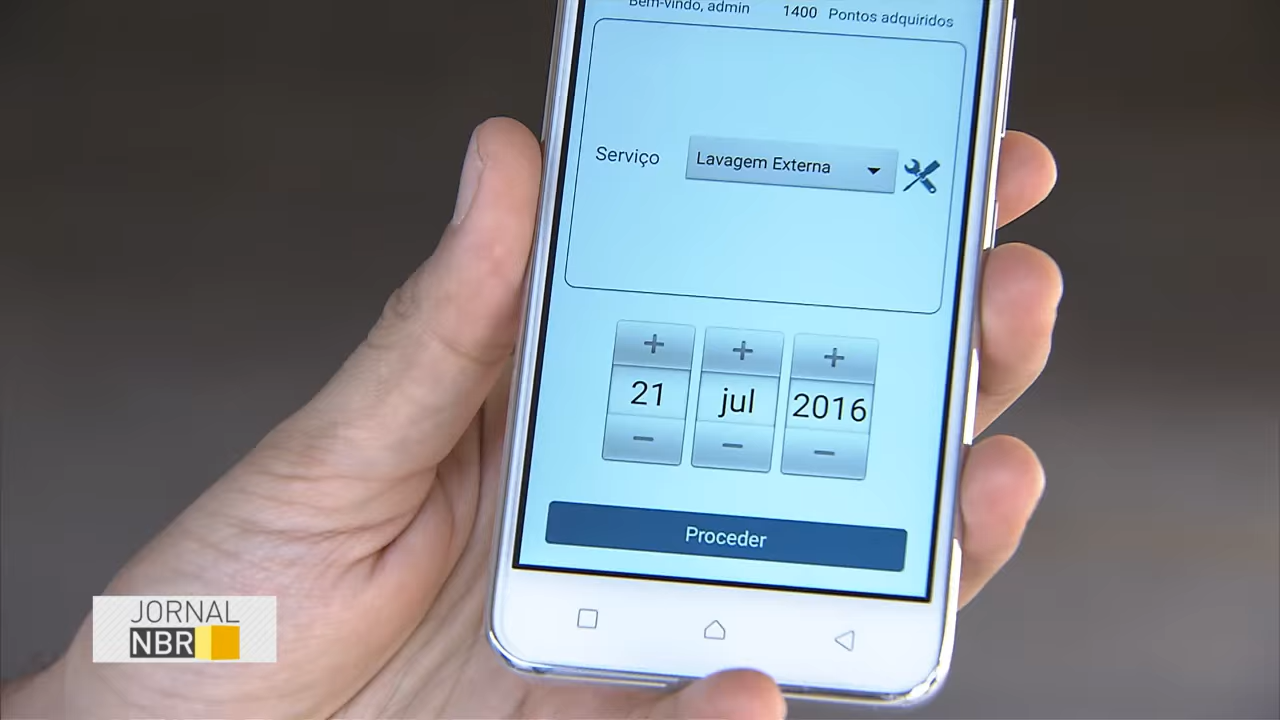 Bem-vindo, admin 1400 Pontos adquiridos
Serviço Lavagem Externa
+ + +
21 jul 2016
− − −
Proceder
JORNAL
NBR